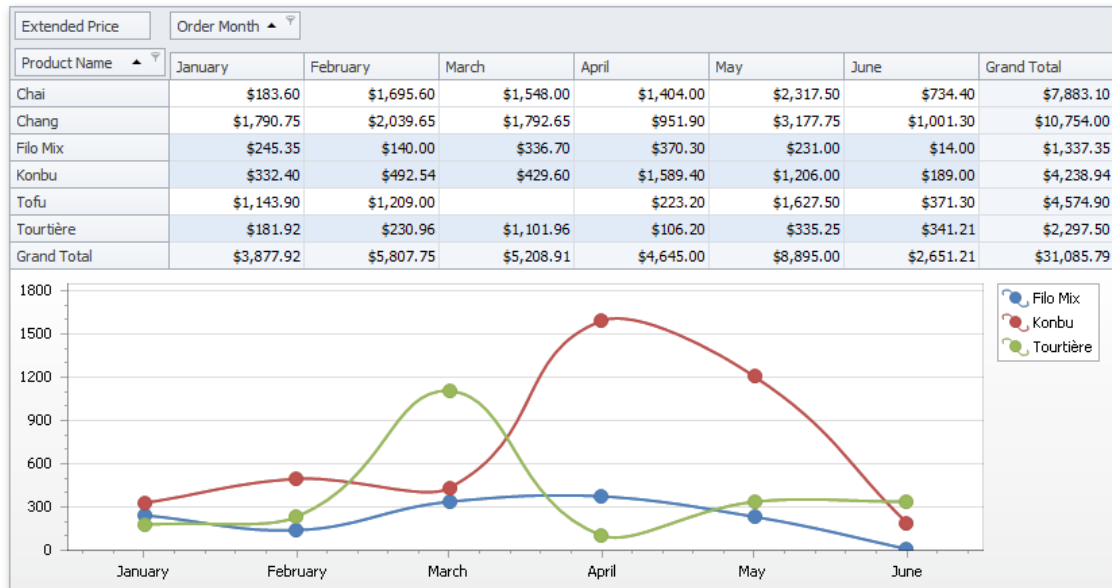 Extended Price Order Month
Product Name January February March April May June Grand Total
Chai $183.60 $1,695.60 $1,548.00 $1,404.00 $2,317.50 $734.40 $7,883.10
Chang $1,790.75 $2,039.65 $1,792.65 $951.90 $3,177.75 $1,001.30 $10,754.00
Filo Mix $245.35 $140.00 $336.70 $370.30 $231.00 $14.00 $1,337.35
Konbu $332.40 $492.54 $429.60 $1,589.40 $1,206.00 $189.00 $4,238.94
Tofu $1,143.90 $1,209.00 $223.20 $1,627.50 $371.30 $4,574.90
Tourtière $181.92 $230.96 $1,101.96 $106.20 $335.25 $341.21 $2,297.50
Grand Total $3,877.92 $5,807.75 $5,208.91 $4,645.00 $8,895.00 $2,651.21 $31,085.79
1800
1500
1200
900
600
300
0
January February March April May June
Filo Mix
Konbu
Tourtière